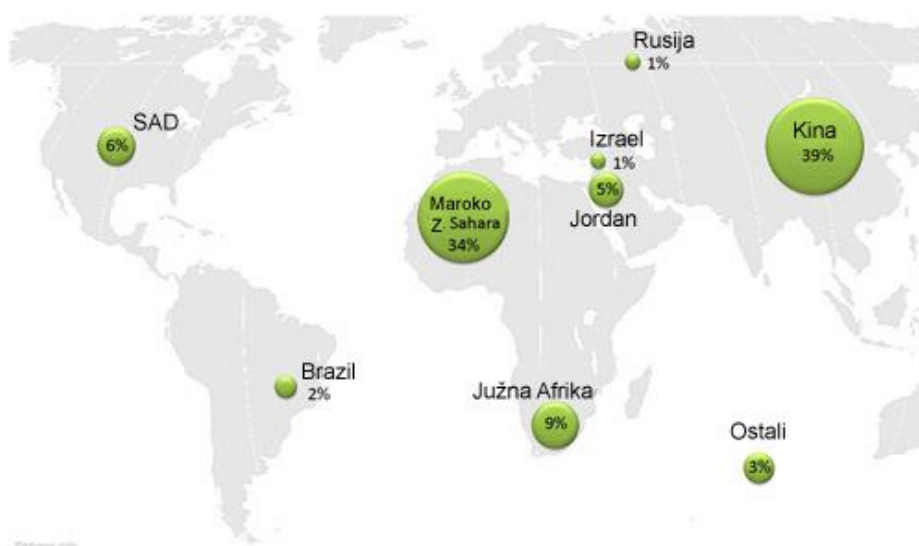 Rusija
1%
SAD
6%
Kina
39%
Izrael
1%
5%
Jordan
Maroko
Z. Sahara
34%
Brazil
2%
Južna Afrika
9%
Ostali
3%